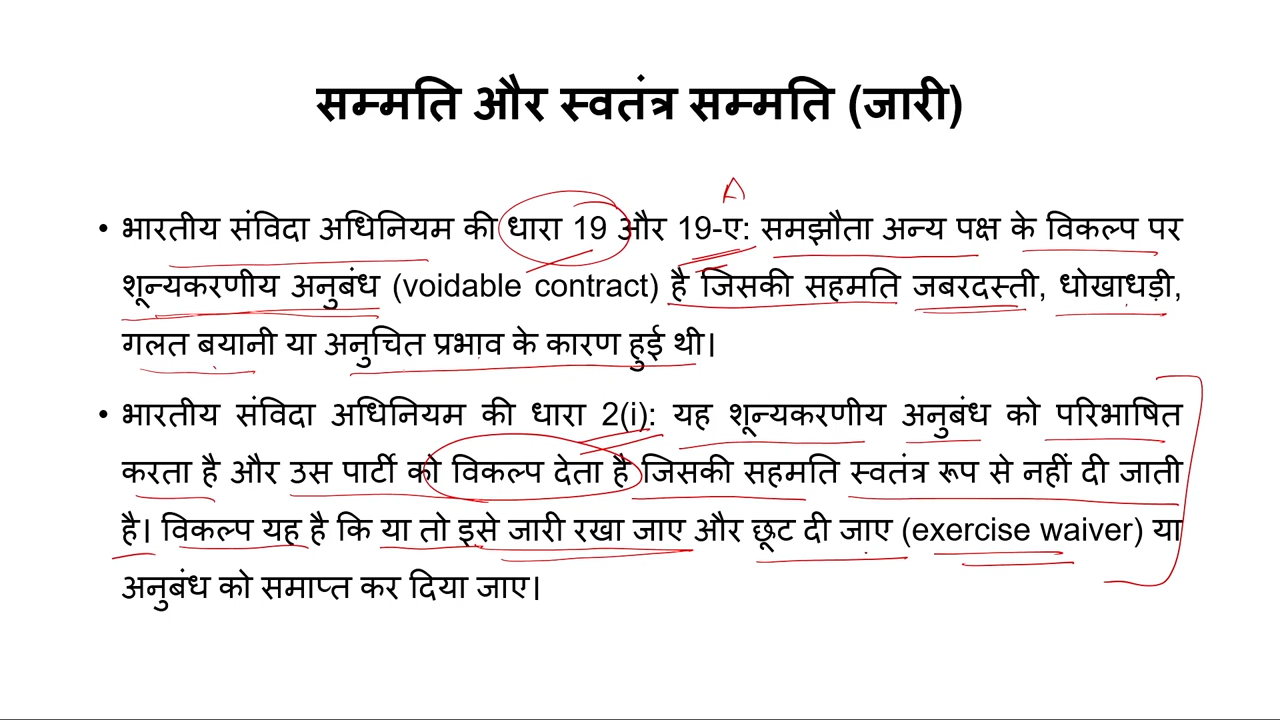 सम्मति और स्वतंत्र सम्मति (जारी)
A
• भारतीय संविदा अधिनियम की धारा 19 और 19-ए: समझौता अन्य पक्ष के विकल्प पर
शून्यकरणीय अनुबंध (voidable contract) है जिसकी सहमति जबरदस्ती, धोखाधड़ी,
गलत बयानी या अनुचित प्रभाव के कारण हुई थी।
• भारतीय संविदा अधिनियम की धारा 2(i): यह शून्यकरणीय अनुबंध को परिभाषित
करता है और उस पार्टी को विकल्प देता है जिसकी सहमति स्वतंत्र रूप से नहीं दी जाती
है। विकल्प यह है कि या तो इसे जारी रखा जाए और छूट दी जाए (exercise waiver) या
अनुबंध को समाप्त कर दिया जाए।